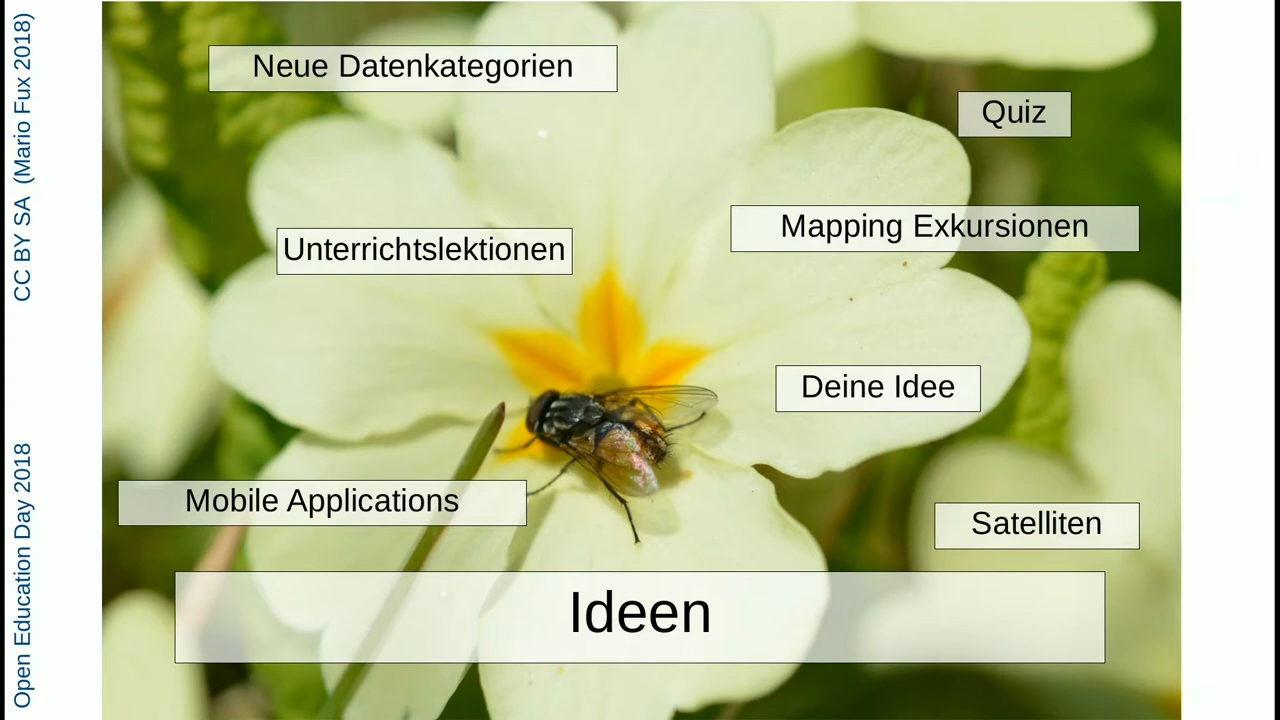 Neue Datenkategorien
Quiz
Mapping Exkursionen
Unterrichtslektionen
Deine Idee
Mobile Applications
Satelliten
Ideen
CC BY SA (Mario Fux 2018)
Open Education Day 2018